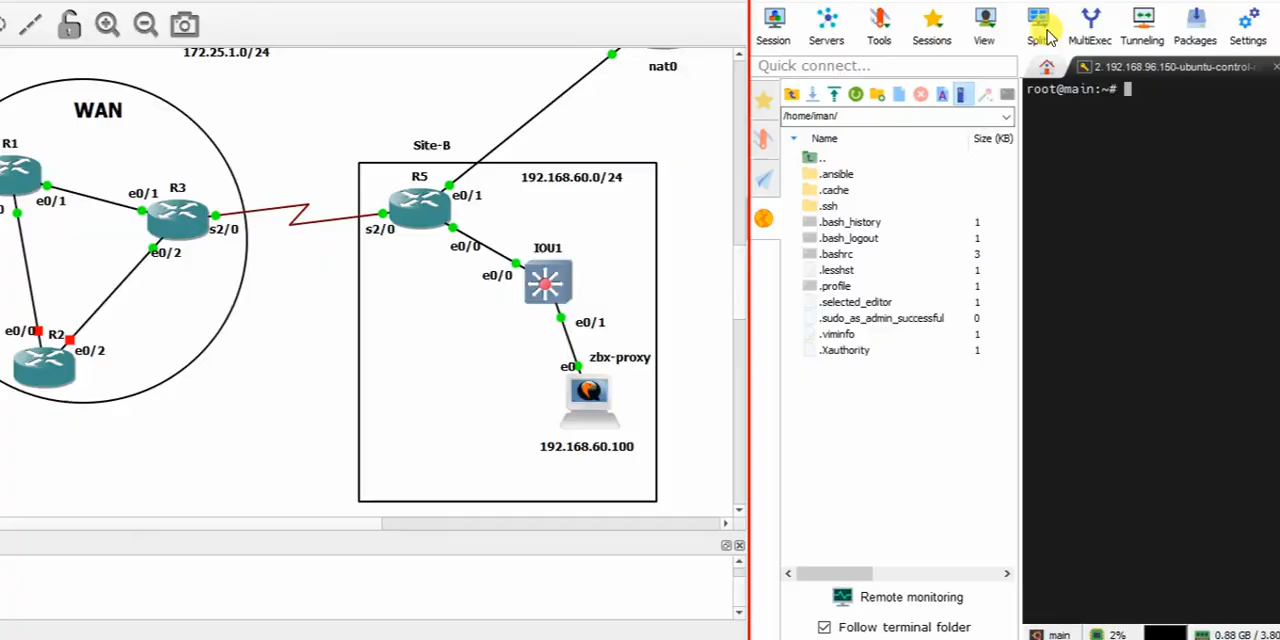 172.25.1.0/24
nat0
WAN
Site-B
R1
e0/1
e0/1
R3
s2/0
e0/2
0
e0/0
R2
e0/2
192.168.60.0/24
R5
e0/1
s2/0
e0/0
IOU1
e0/0
e0/1
zbx-proxy
e0
192.168.60.100
Session
Servers
Tools
Sessions
View
Split
MultiExec
Tunneling
Packages
Settings
Quick connect...
2. 192.168.96.150-ubuntu-control-
/home/iman/
Name
Size (KB)
..
.ansible
.cache
.ssh
.bash_history 1
.bash_logout 1
.bashrc 3
.lesshst 1
.profile 1
.selected_editor 1
.sudo_as_admin_successful 0
.viminfo 1
.Xauthority 1
Remote monitoring
Follow terminal folder
root@main:~#
main
2%
0.88 GB / 3.80